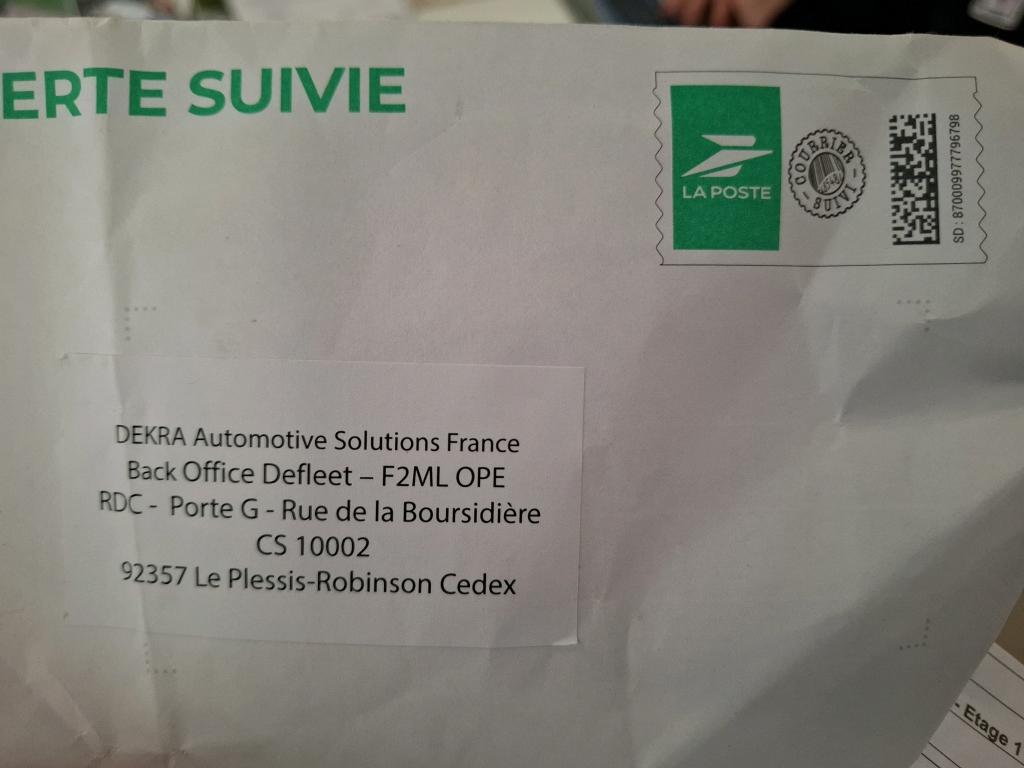 ERTE SUIVIE
LA POSTE
COURRIER
SUIVI
SD : 87000997779679B
DEKRA Automotive Solutions France
Back Office Defleet – F2ML OPE
RDC - Porte G - Rue de la Boursidière
CS 10002
92357 Le Plessis-Robinson Cedex
- Etage 1